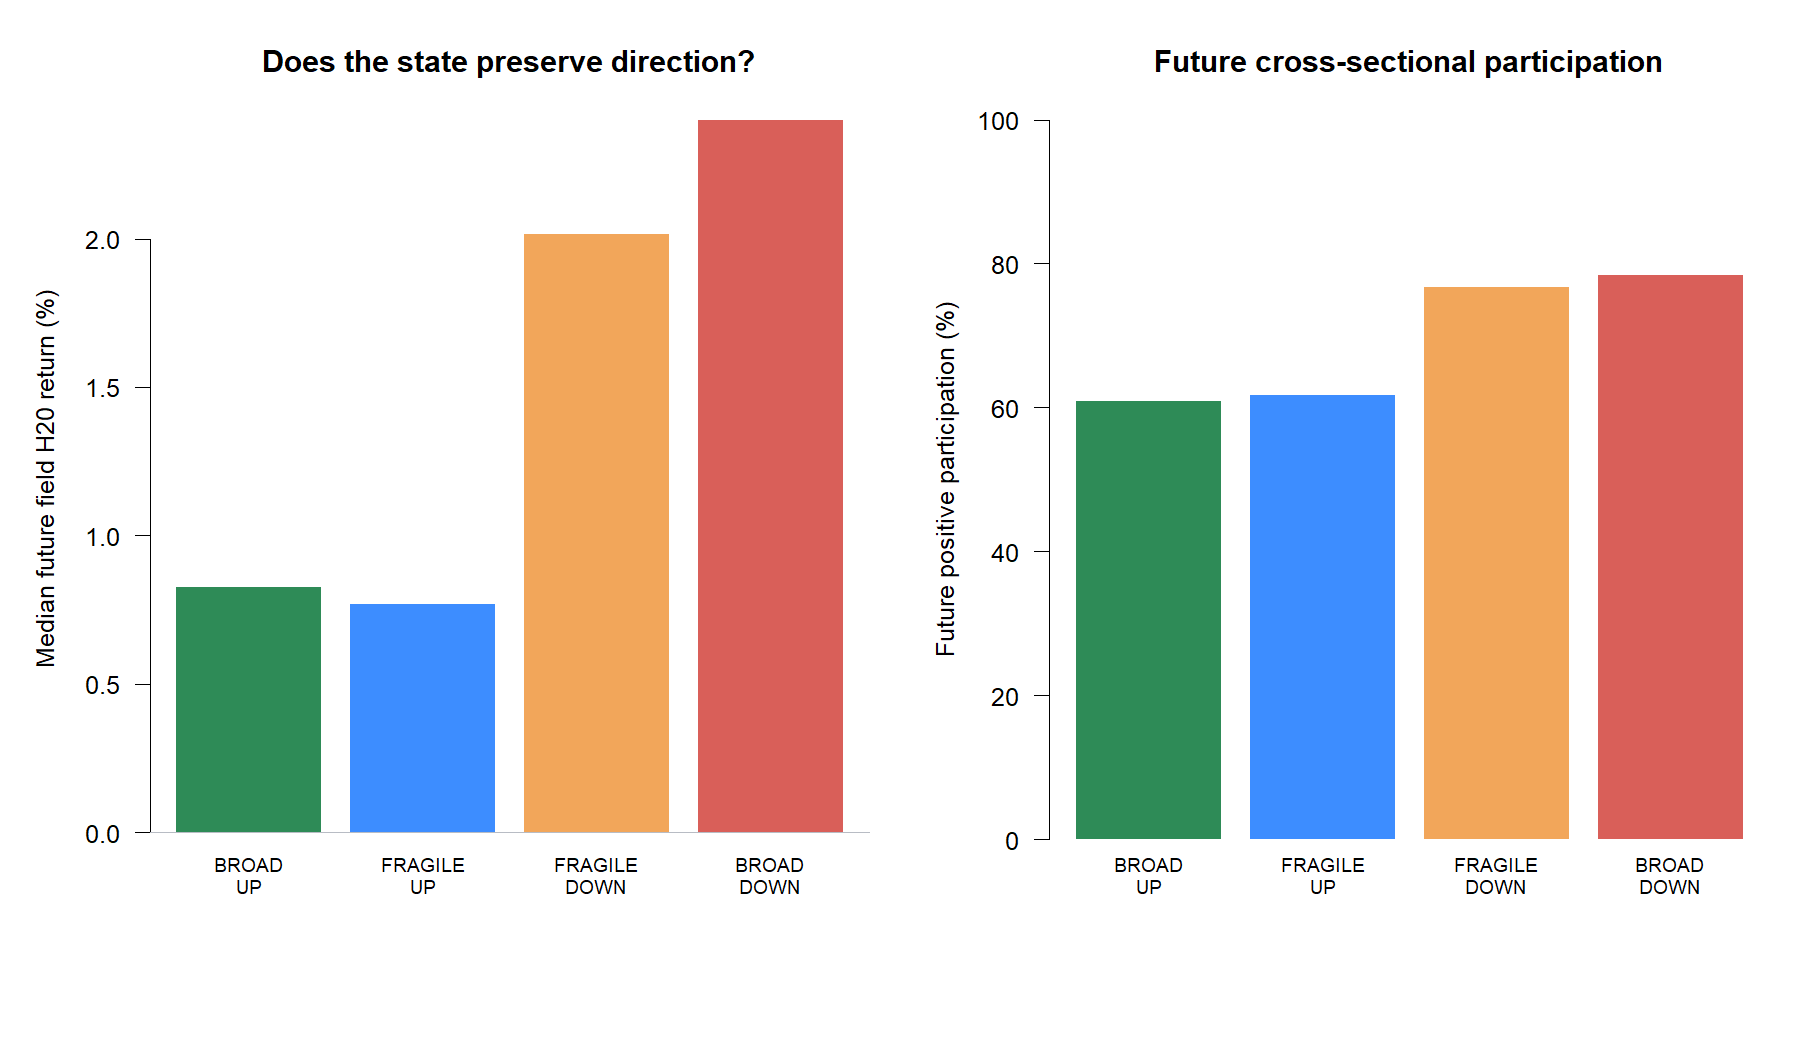 Does the state preserve direction?
Median future field H20 return (%)
2.0
1.5
1.0
0.5
0.0
BROAD
UP
FRAGILE
UP
FRAGILE
DOWN
BROAD
DOWN
Future cross-sectional participation
Future positive participation (%)
100
80
60
40
20
0
BROAD
UP
FRAGILE
UP
FRAGILE
DOWN
BROAD
DOWN